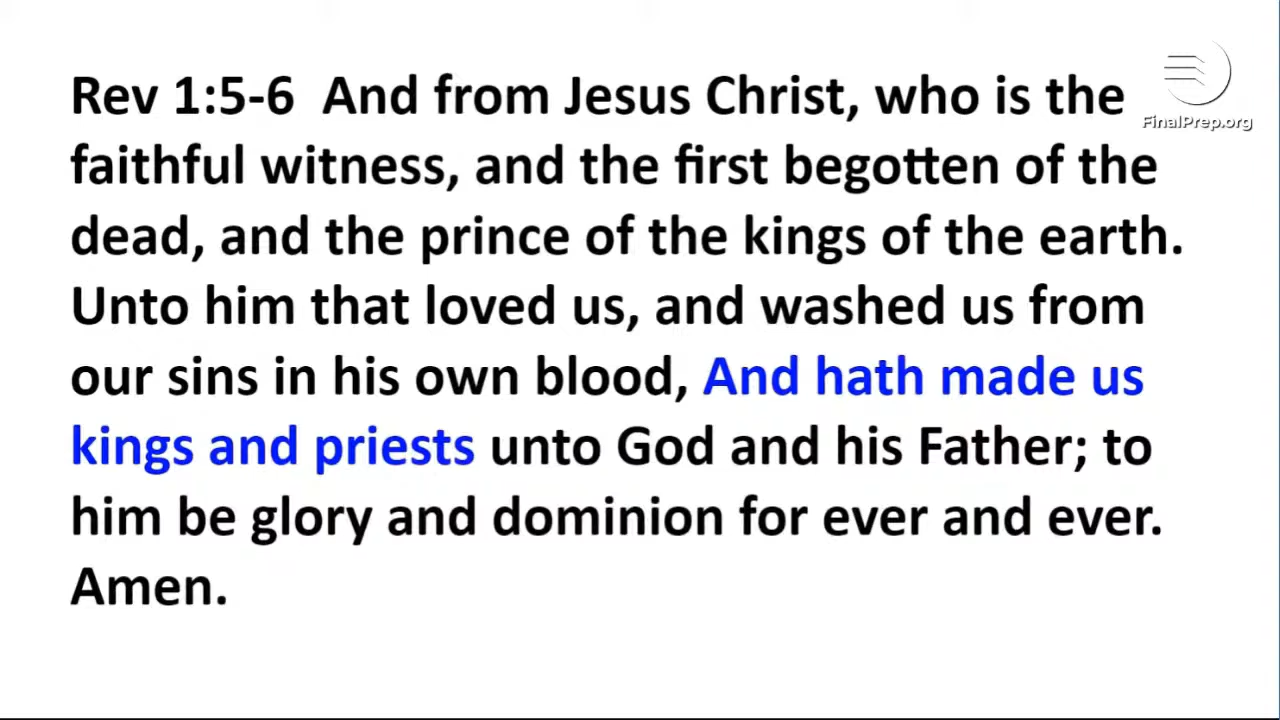 Rev 1:5-6  And from Jesus Christ, who is the
faithful witness, and the first begotten of the
dead, and the prince of the kings of the earth.
Unto him that loved us, and washed us from
our sins in his own blood, And hath made us
kings and priests unto God and his Father; to
him be glory and dominion for ever and ever.
Amen.
FinalPrep.org